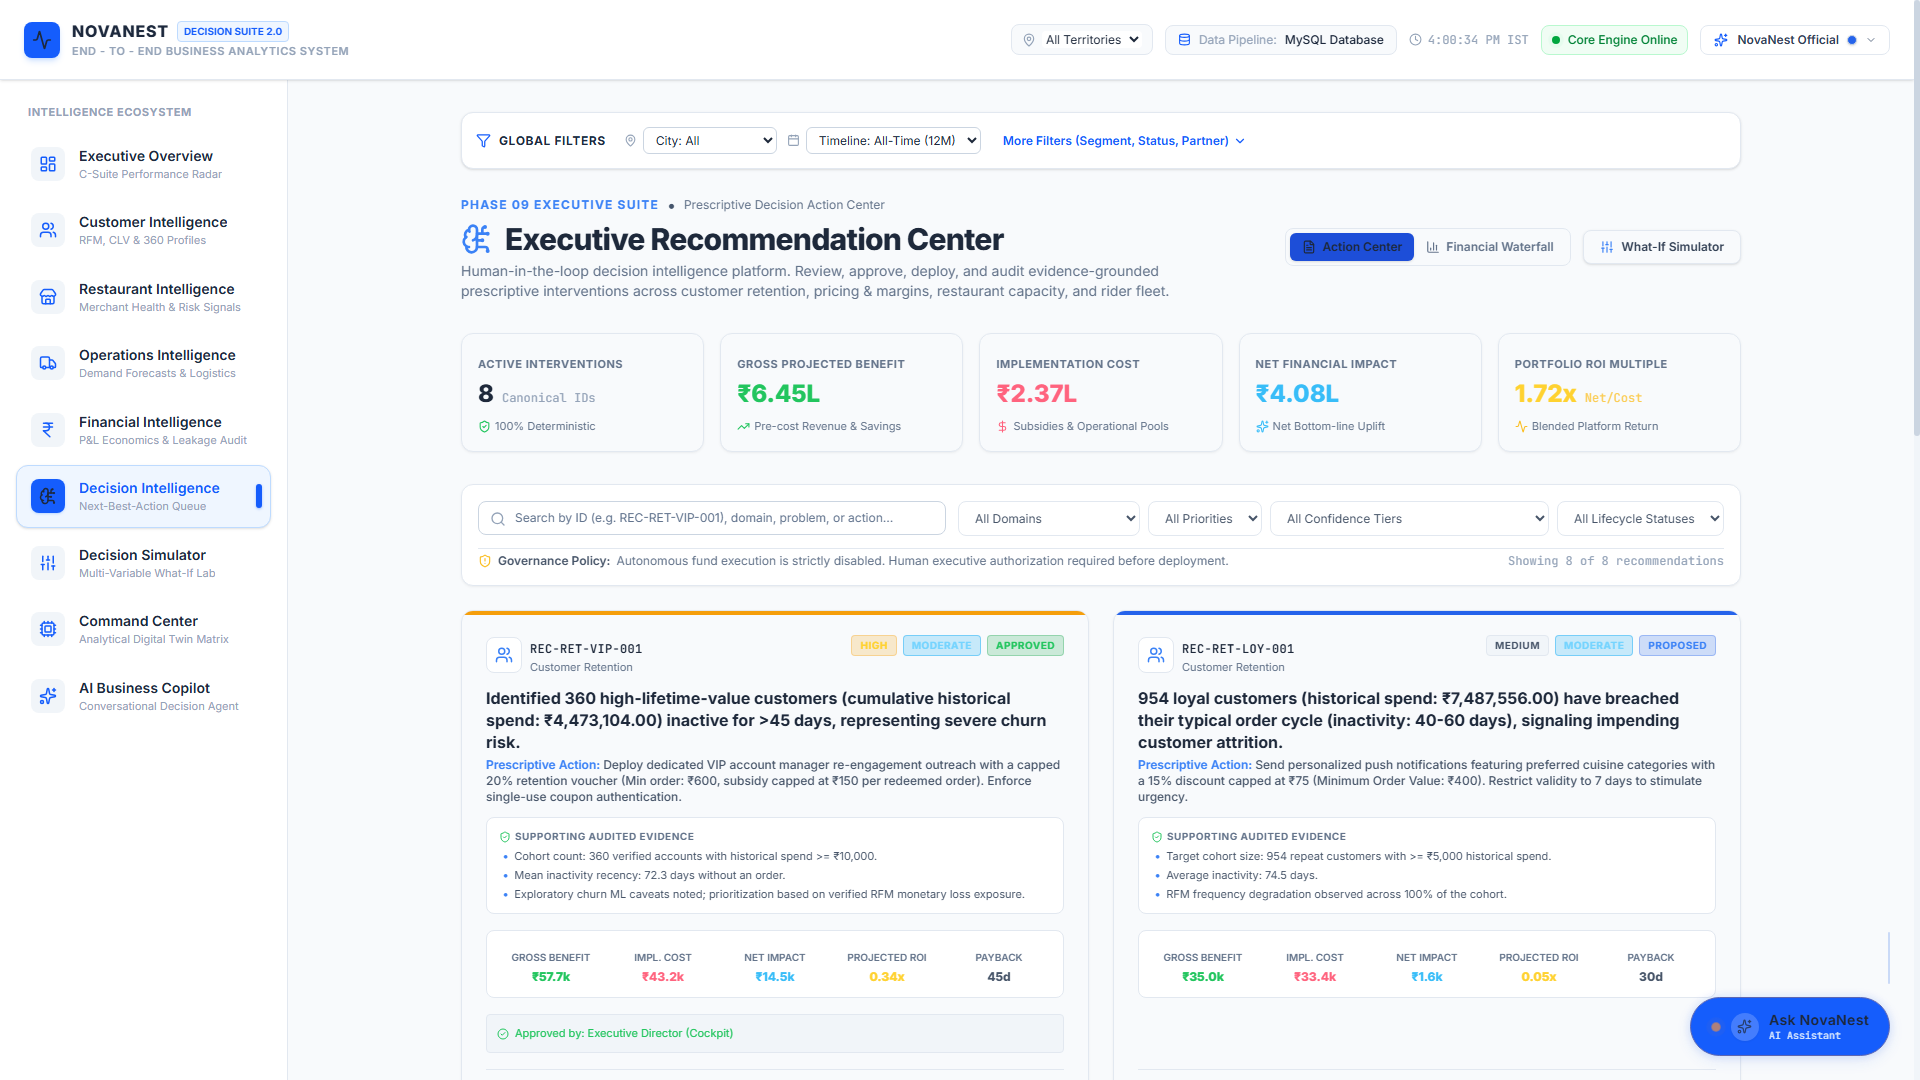 NOVANEST DECISION SUITE 2.0
END - TO - END BUSINESS ANALYTICS SYSTEM
All Territories
Data Pipeline: MySQL Database
4:00:34 PM IST
Core Engine Online
NovaNest Official
INTELLIGENCE ECOSYSTEM
Executive Overview
C-Suite Performance Radar
Customer Intelligence
RFM, CLV & 360 Profiles
Restaurant Intelligence
Merchant Health & Risk Signals
Operations Intelligence
Demand Forecasts & Logistics
Financial Intelligence
P&L Economics & Leakage Audit
Decision Intelligence
Next-Best-Action Queue
Decision Simulator
Multi-Variable What-If Lab
Command Center
Analytical Digital Twin Matrix
AI Business Copilot
Conversational Decision Agent
GLOBAL FILTERS
City: All
Timeline: All-Time (12M)
More Filters (Segment, Status, Partner)
PHASE 09 EXECUTIVE SUITE • Prescriptive Decision Action Center
Executive Recommendation Center
Human-in-the-loop decision intelligence platform. Review, approve, deploy, and audit evidence-grounded
prescriptive interventions across customer retention, pricing & margins, restaurant capacity, and rider fleet.
Action Center
Financial Waterfall
What-If Simulator
ACTIVE INTERVENTIONS
8 Canonical IDs
100% Deterministic
GROSS PROJECTED BENEFIT
₹6.45L
Pre-cost Revenue & Savings
IMPLEMENTATION COST
₹2.37L
Subsidies & Operational Pools
NET FINANCIAL IMPACT
₹4.08L
Net Bottom-line Uplift
PORTFOLIO ROI MULTIPLE
1.72x Net/Cost
Blended Platform Return
Search by ID (e.g. REC-RET-VIP-001), domain, problem, or action...
All Domains
All Priorities
All Confidence Tiers
All Lifecycle Statuses
Governance Policy: Autonomous fund execution is strictly disabled. Human executive authorization required before deployment.
Showing 8 of 8 recommendations
REC-RET-VIP-001
Customer Retention
HIGH
MODERATE
APPROVED
Identified 360 high-lifetime-value customers (cumulative historical
spend: ₹4,473,104.00) inactive for >45 days, representing severe churn
risk.
Prescriptive Action: Deploy dedicated VIP account manager re-engagement outreach with a capped
20% retention voucher (Min order: ₹600, subsidy capped at ₹150 per redeemed order). Enforce
single-use coupon authentication.
SUPPORTING AUDITED EVIDENCE
• Cohort count: 360 verified accounts with historical spend >= ₹10,000.
• Mean inactivity recency: 72.3 days without an order.
• Exploratory churn ML caveats noted; prioritization based on verified RFM monetary loss exposure.
GROSS BENEFIT
₹57.7k
IMPL. COST
₹43.2k
NET IMPACT
₹14.5k
PROJECTED ROI
0.34x
PAYBACK
45d
Approved by: Executive Director (Cockpit)
REC-RET-LOY-001
Customer Retention
MEDIUM
MODERATE
PROPOSED
954 loyal customers (historical spend: ₹7,487,556.00) have breached
their typical order cycle (inactivity: 40-60 days), signaling impending
customer attrition.
Prescriptive Action: Send personalized push notifications featuring preferred cuisine categories with
a 15% discount capped at ₹75 (Minimum Order Value: ₹400). Restrict validity to 7 days to stimulate
urgency.
SUPPORTING AUDITED EVIDENCE
• Target cohort size: 954 repeat customers with >= ₹5,000 historical spend.
• Average inactivity: 74.5 days.
• RFM frequency degradation observed across 100% of the cohort.
GROSS BENEFIT
₹35.0k
IMPL. COST
₹33.4k
NET IMPACT
₹1.6k
PROJECTED ROI
0.05x
PAYBACK
30d
Ask NovaNest
AI Assistant